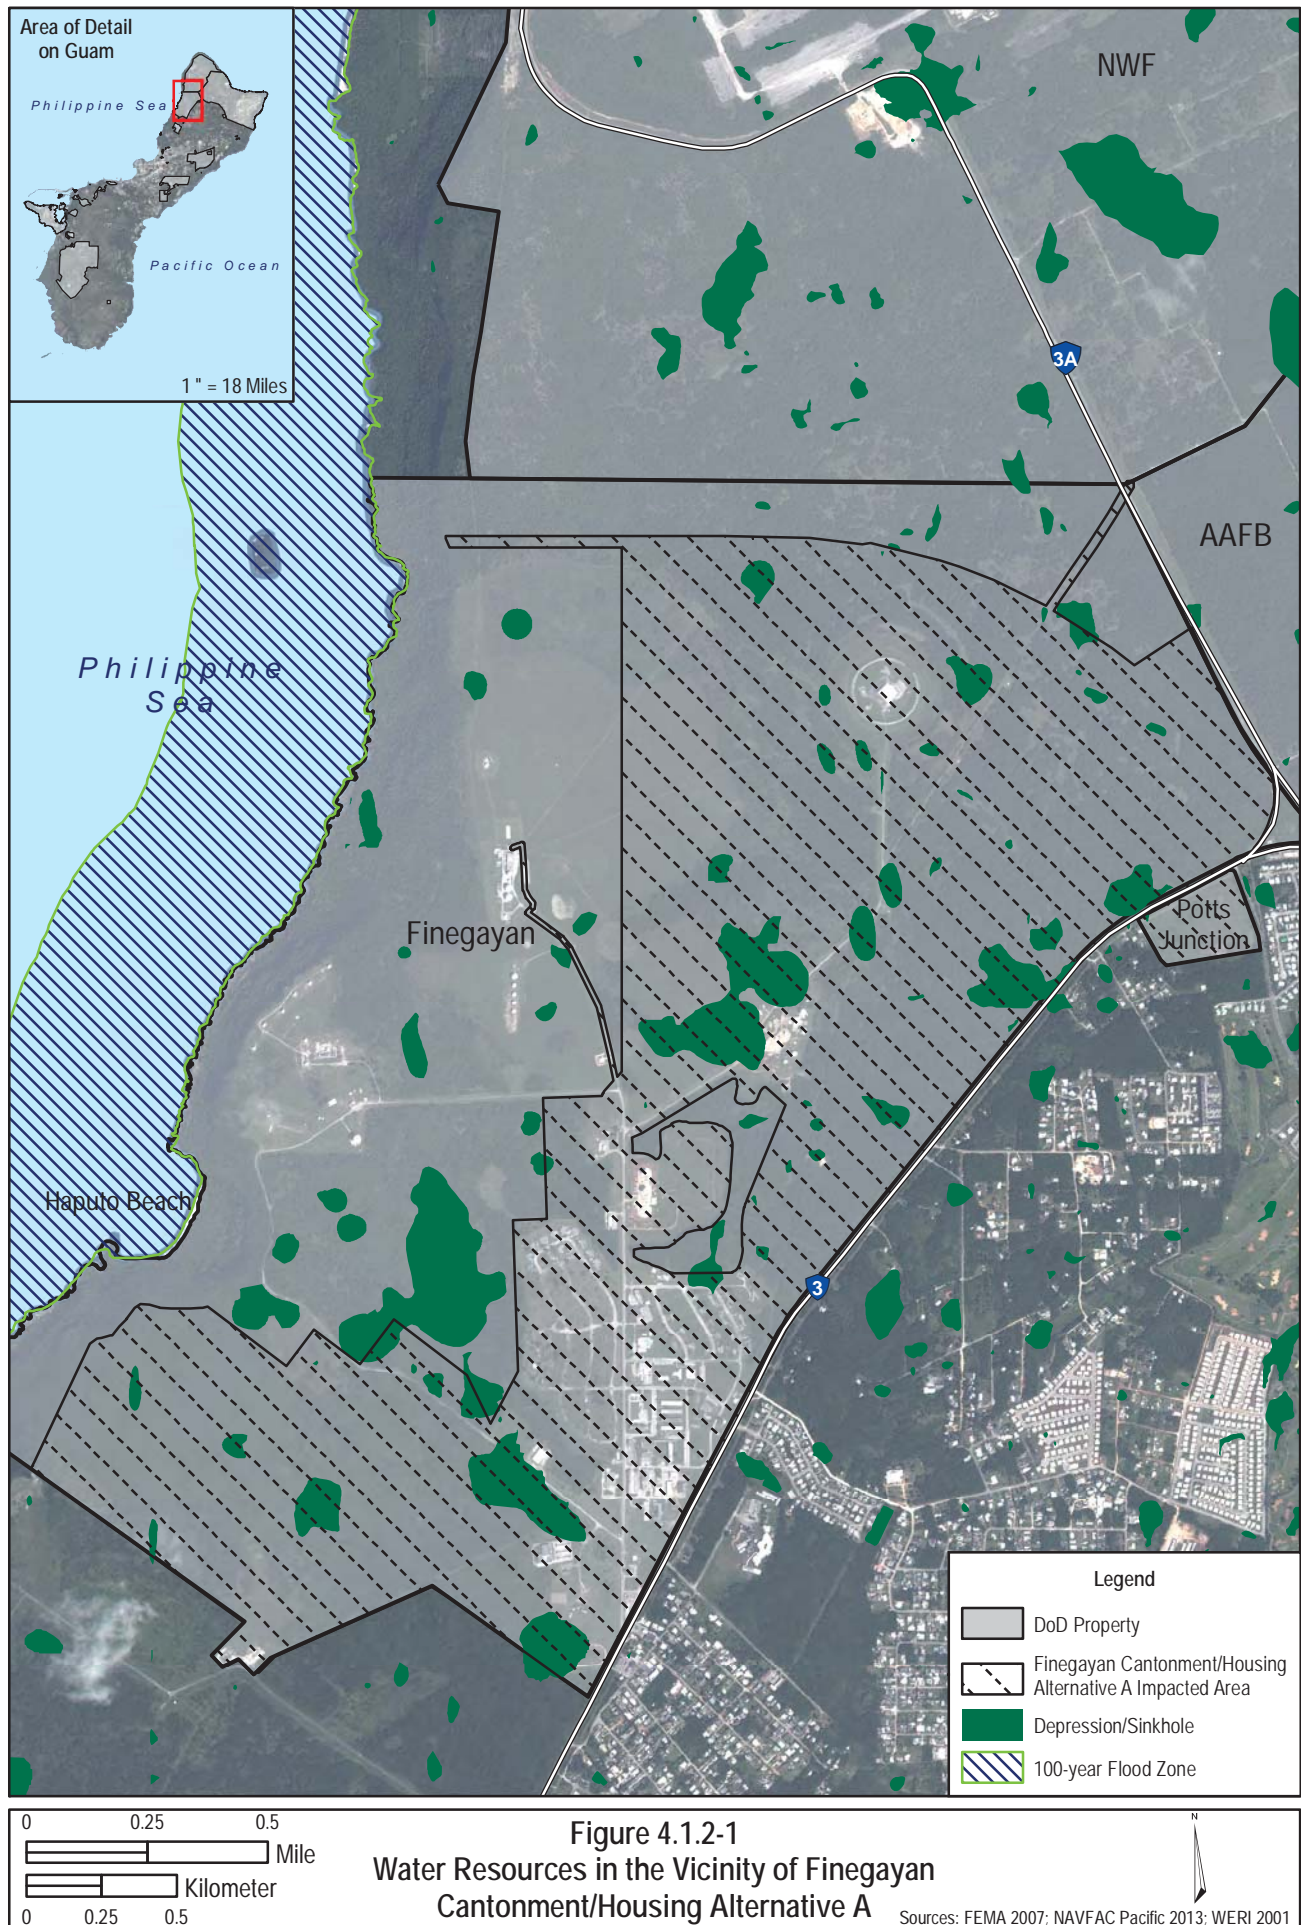 Area of Detail
on Guam
Philippine Sea
Pacific Ocean
1 " = 18 Miles
NWF
3A
AAFB
Philippine
Sea
Finegayan
Potts
Junction
Haputo Beach
3
Legend
DoD Property
Finegayan Cantonment/Housing
Alternative A Impacted Area
Depression/Sinkhole
100-year Flood Zone
0 0.25 0.5
Mile
Kilometer
0 0.25 0.5
Figure 4.1.2-1
Water Resources in the Vicinity of Finegayan
Cantonment/Housing Alternative A
N
Sources: FEMA 2007; NAVFAC Pacific 2013; WERI 2001